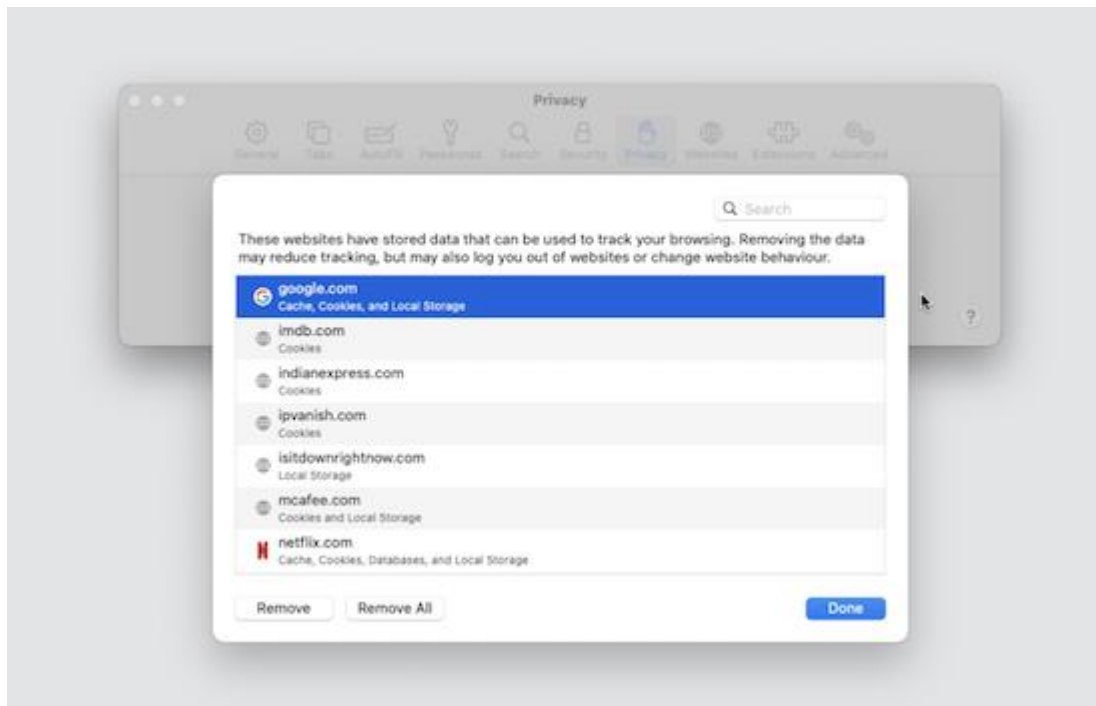 Privacy
General Tabs AutoFill Passwords Search Security Privacy Websites Extensions Advanced
Search
These websites have stored data that can be used to track your browsing. Removing the data
may reduce tracking, but may also log you out of websites or change website behaviour.
google.com
Cache, Cookies, and Local Storage
imdb.com
Cookies
indianexpress.com
Cookies
ipvanish.com
Cookies
isitdownrightnow.com
Local Storage
mcafee.com
Cookies and Local Storage
netflix.com
Cache, Cookies, Databases, and Local Storage
?
Remove Remove All Done